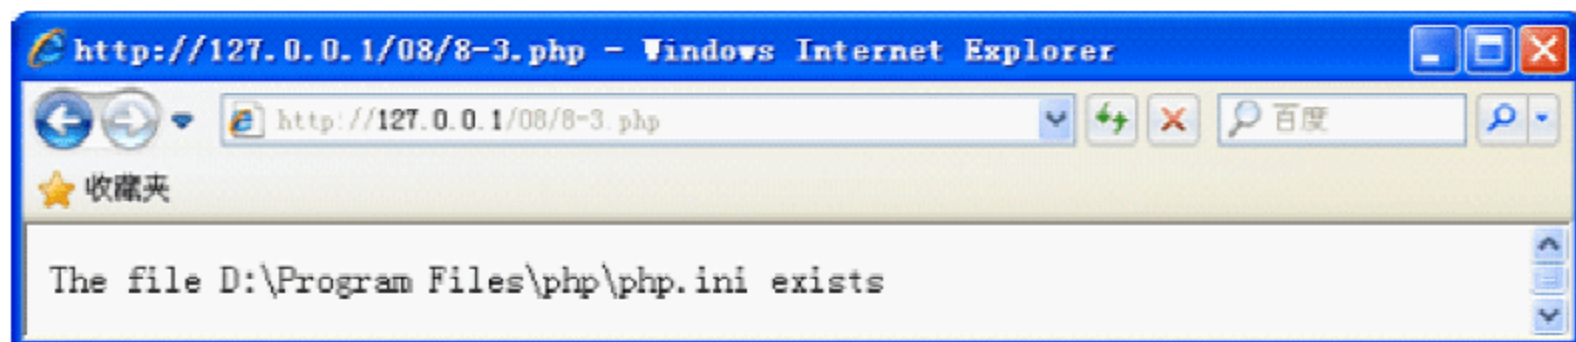 http://127.0.0.1/08/8-3.php - Windows Internet Explorer
http://127.0.0.1/08/8-3.php
百度
收藏夹
The file D:\Program Files\php\php.ini exists